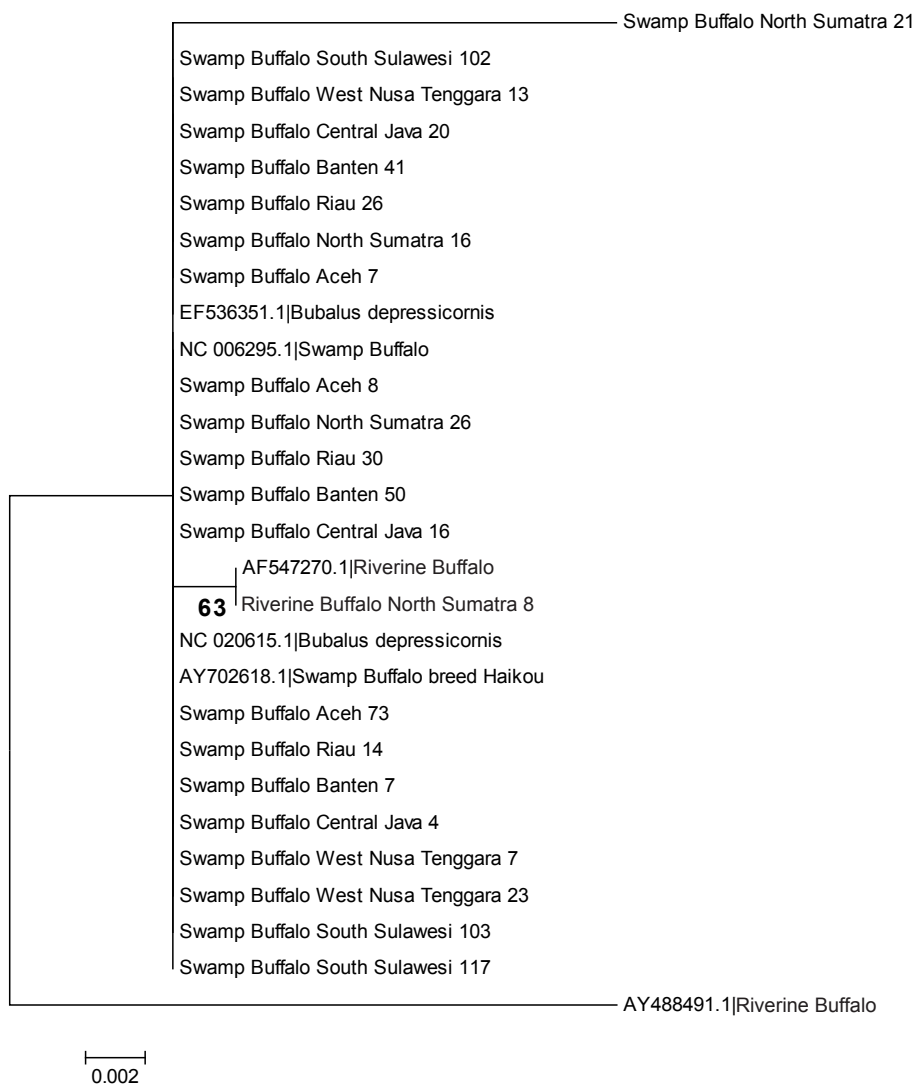 Swamp Buffalo North Sumatra 21
Swamp Buffalo South Sulawesi 102
Swamp Buffalo West Nusa Tenggara 13
Swamp Buffalo Central Java 20
Swamp Buffalo Banten 41
Swamp Buffalo Riau 26
Swamp Buffalo North Sumatra 16
Swamp Buffalo Aceh 7
EF536351.1|Bubalus depressicornis
NC 006295.1|Swamp Buffalo
Swamp Buffalo Aceh 8
Swamp Buffalo North Sumatra 26
Swamp Buffalo Riau 30
Swamp Buffalo Banten 50
Swamp Buffalo Central Java 16
AF547270.1|Riverine Buffalo
63 Riverine Buffalo North Sumatra 8
NC 020615.1|Bubalus depressicornis
AY702618.1|Swamp Buffalo breed Haikou
Swamp Buffalo Aceh 73
Swamp Buffalo Riau 14
Swamp Buffalo Banten 7
Swamp Buffalo Central Java 4
Swamp Buffalo West Nusa Tenggara 7
Swamp Buffalo West Nusa Tenggara 23
Swamp Buffalo South Sulawesi 103
Swamp Buffalo South Sulawesi 117
AY488491.1|Riverine Buffalo
0.002